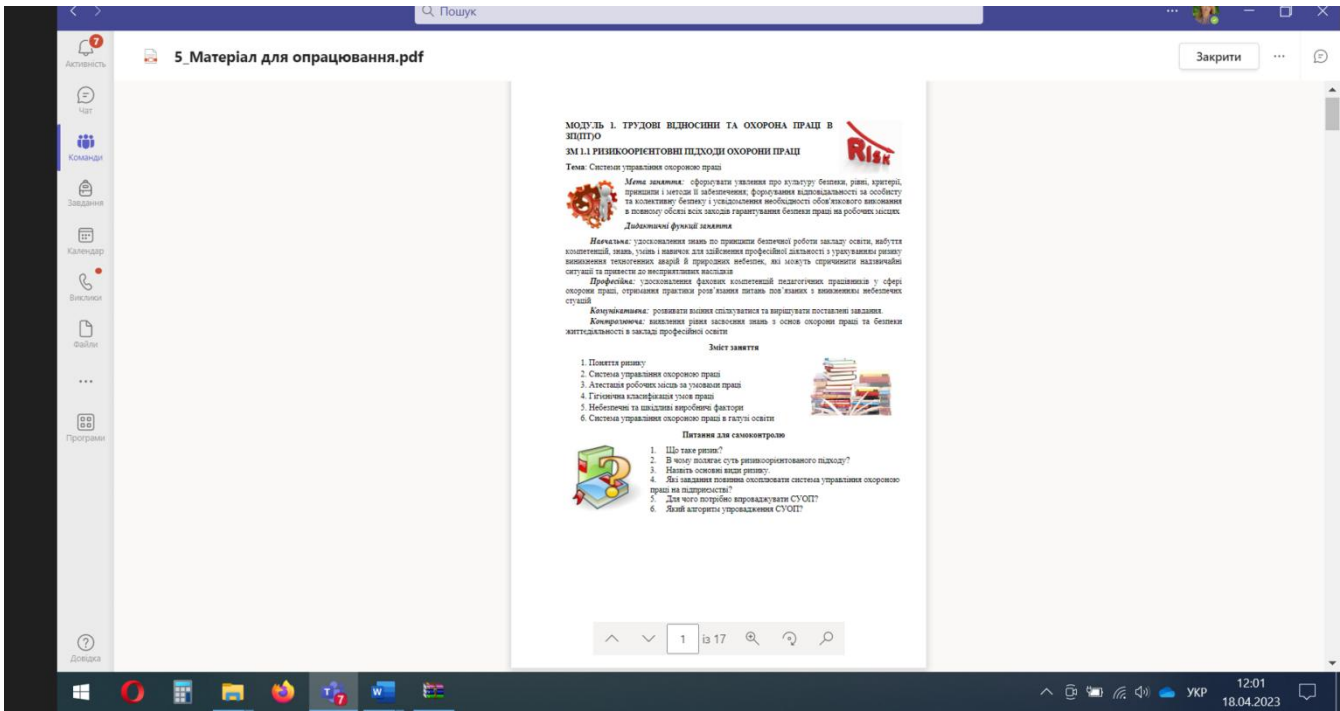 Пошук
Активність
7
Чат
Команди
Завдання
Календар
Виклики
Файли
Програми
Довідка
5_Матеріал для опрацювання.pdf
Закрити
МОДУЛЬ 1. ТРУДОВІ ВІДНОСИНИ ТА ОХОРОНА ПРАЦІ В
ЗП(ПТ)О
ЗМ 1.1 РИЗИКООРІЄНТОВНІ ПІДХОДИ ОХОРОНИ ПРАЦІ
RISK
Тема: Системи управління охороною праці
Мета заняття: сформувати уявлення про культуру безпеки, рівні, критерії,
принципи і методи її забезпечення; формування відповідальності за особисту
та колективну безпеку і усвідомлення необхідності обов'язкового виконання
в повному обсязі всіх заходів гарантування безпеки праці на робочих місцях
Дидактичні функції заняття
Навчальна: удосконалення знань по принципи безпечної роботи закладу освіти, набуття
компетенцій, знань, умінь і навичок для здійснення професійної діяльності з урахуванням ризику
виникнення техногенних аварій й природних небезпек, які можуть спричинити надзвичайні
ситуації та привести до несприятливих наслідків
Професійна: удосконалення фахових компетенцій педагогічних працівників у сфері
охорони праці, отримання практики розв'язання питань пов'язаних з виникненням небезпечних
стуацій
Комунікативна: розвивати вміння спілкуватися та вирішувати поставлені завдання.
Контролююча: виявлення рівня засвоєння знань з основ охорони праці та безпеки
життєдіяльності в закладі професійної освіти
Зміст заняття
1. Поняття ризику
2. Система управління охороною праці
3. Атестація робочих місць за умовами праці
4. Гігієнічна класифікація умов праці
5. Небезпечні та шкідливі виробничі фактори
6. Система управління охороною праці в галузі освіти
Питання для самоконтролю
1. Що таке ризик?
2. В чому полягає суть ризикоорієнтованого підходу?
3. Назвіть основні види ризику.
4. Які завдання повинна охоплювати система управління охороною
праці на підприємстві?
5. Для чого потрібно впроваджувати СУОП?
6. Який алгоритм упровадження СУОП?
1 із 17
7
УКР
12:01
18.04.2023